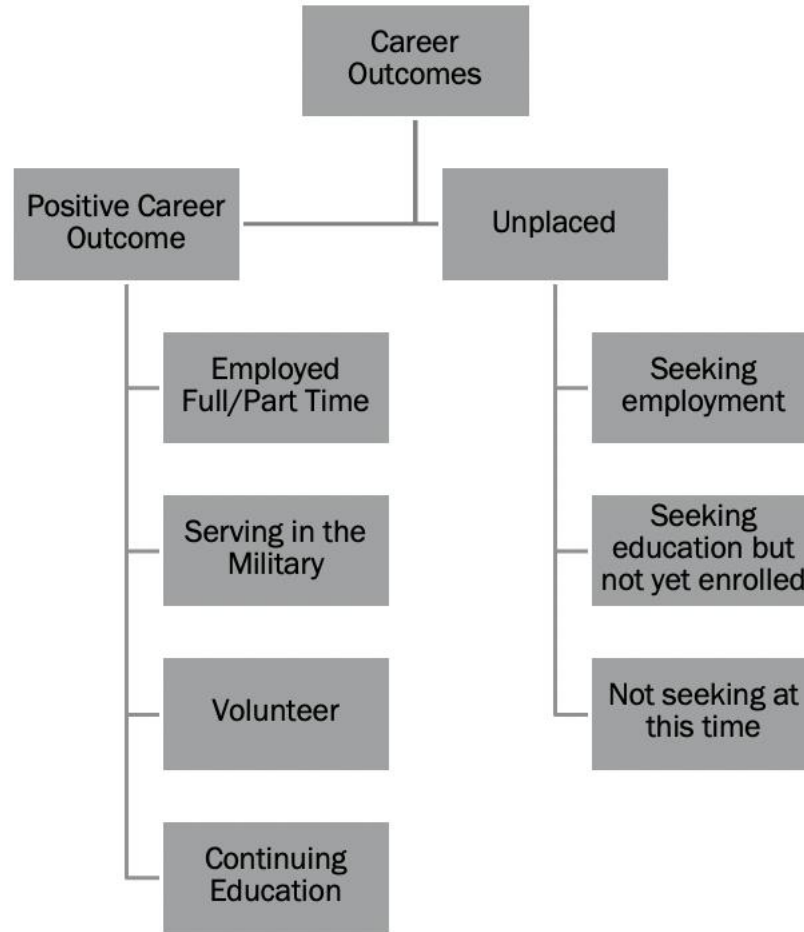 Career
Outcomes
Positive Career
Outcome
Unplaced
Employed
Full/Part Time
Serving in the
Military
Volunteer
Continuing
Education
Seeking
employment
Seeking
education but
not yet enrolled
Not seeking at
this time